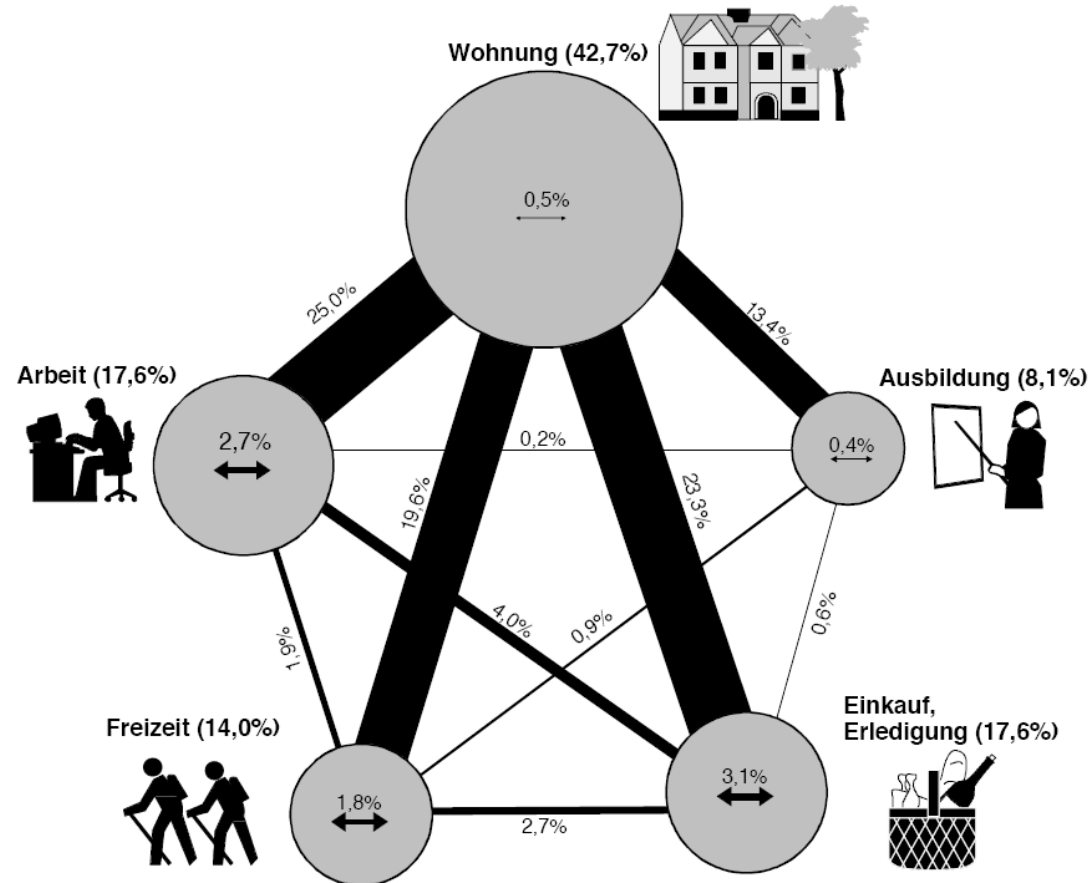 Wohnung (42,7%)
0,5%
25,0%
13,4%
Arbeit (17,6%)
Ausbildung (8,1%)
2,7%
0,2%
0,4%
19,6%
23,3%
4,0%
0,9%
0,6%
1,9%
Freizeit (14,0%)
Einkauf,
Erledigung (17,6%)
1,8%
3,1%
2,7%